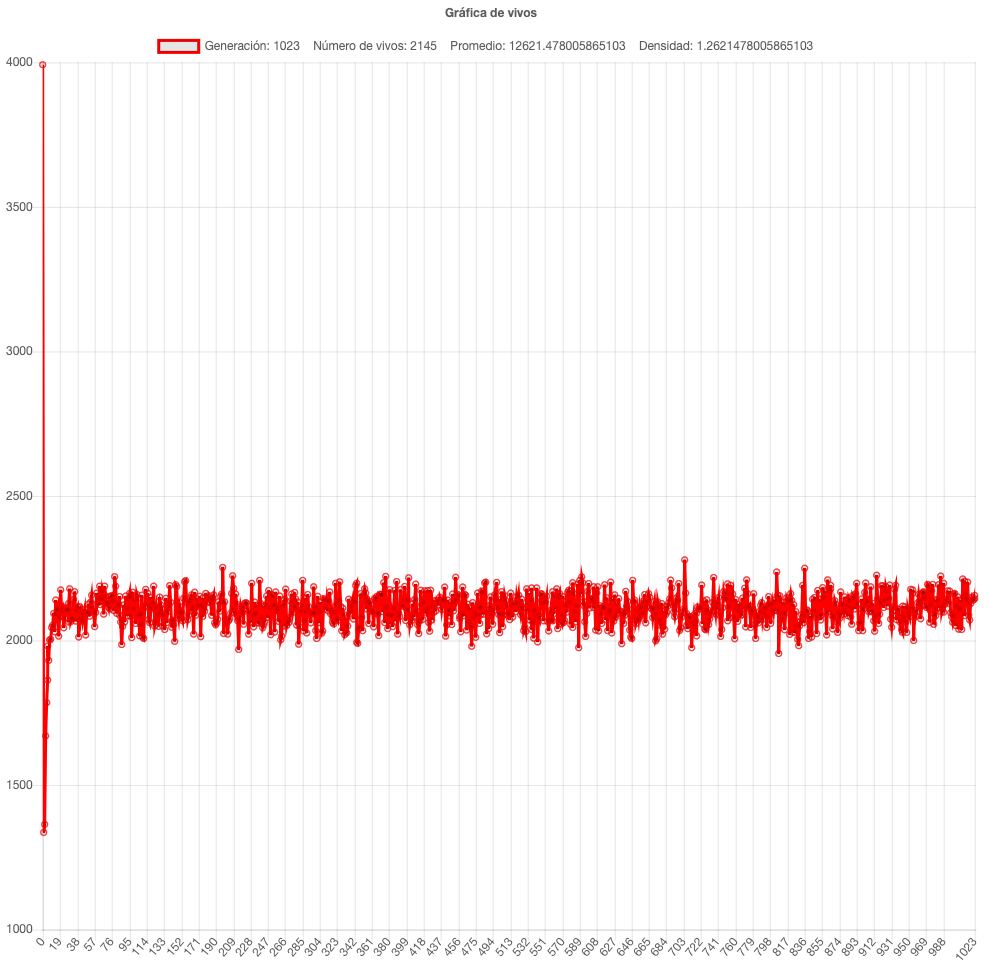 Gráfica de vivos
Generación: 1023 Número de vivos: 2145 Promedio: 12621.478005865103 Densidad: 1.2621478005865103
4000
3500
3000
2500
2000
1500
1000
0 19 38 57 76 95 114 133 152 171 190 209 228 247 266 285 304 323 342 361 380 399 418 437 456 475 494 513 532 551 570 589 608 627 646 665 684 703 722 741 760 779 798 817 836 855 874 893 912 931 950 969 988 1023